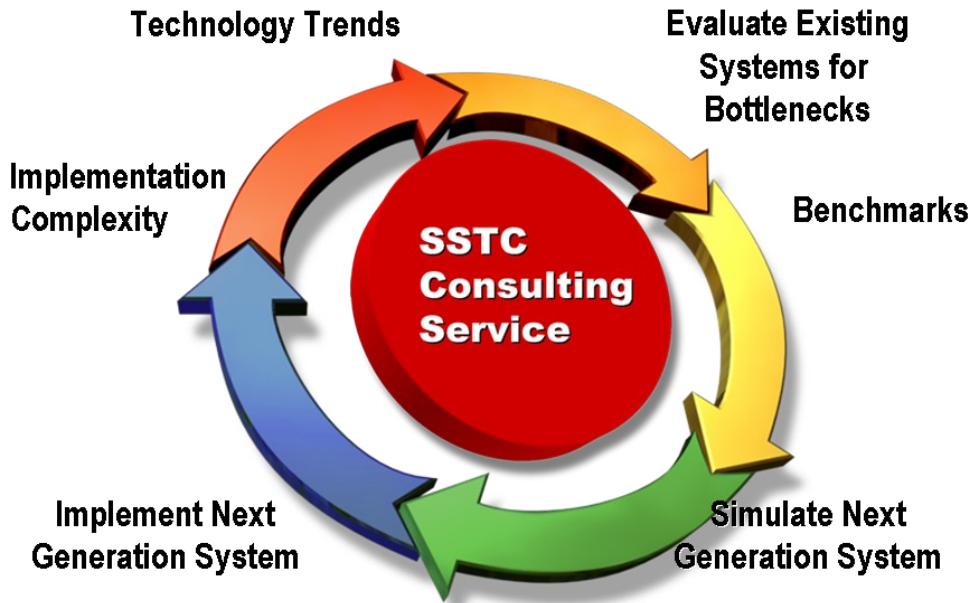 Technology Trends
Evaluate Existing
Systems for
Bottlenecks
Implementation
Complexity
Benchmarks
SSTC
Consulting
Service
Implement Next
Generation System
Simulate Next
Generation System